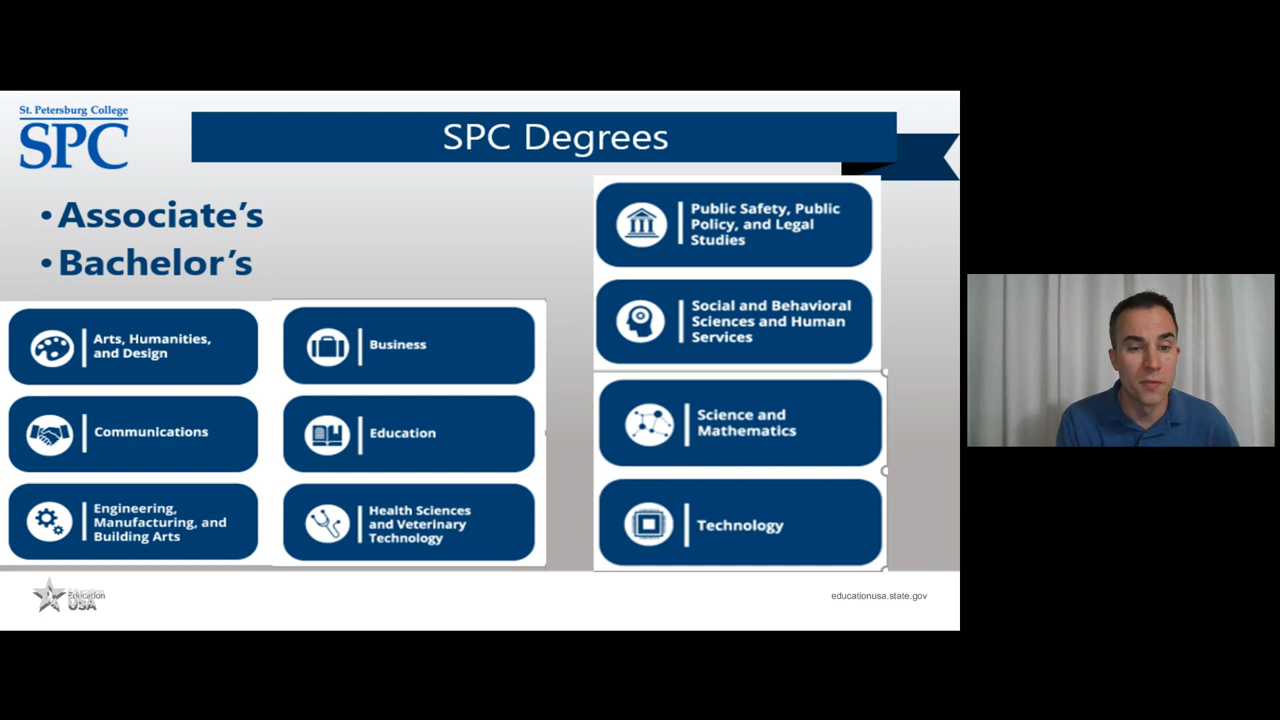 St. Petersburg College
SPC
SPC Degrees
•Associate's
•Bachelor's
Arts, Humanities,
and Design
Communications
Engineering,
Manufacturing, and
Building Arts
Business
Education
Health Sciences
and Veterinary
Technology
Public Safety, Public
Policy, and Legal
Studies
Social and Behavioral
Sciences and Human
Services
Science and
Mathematics
Technology
Education
USA
educationusa.state.gov